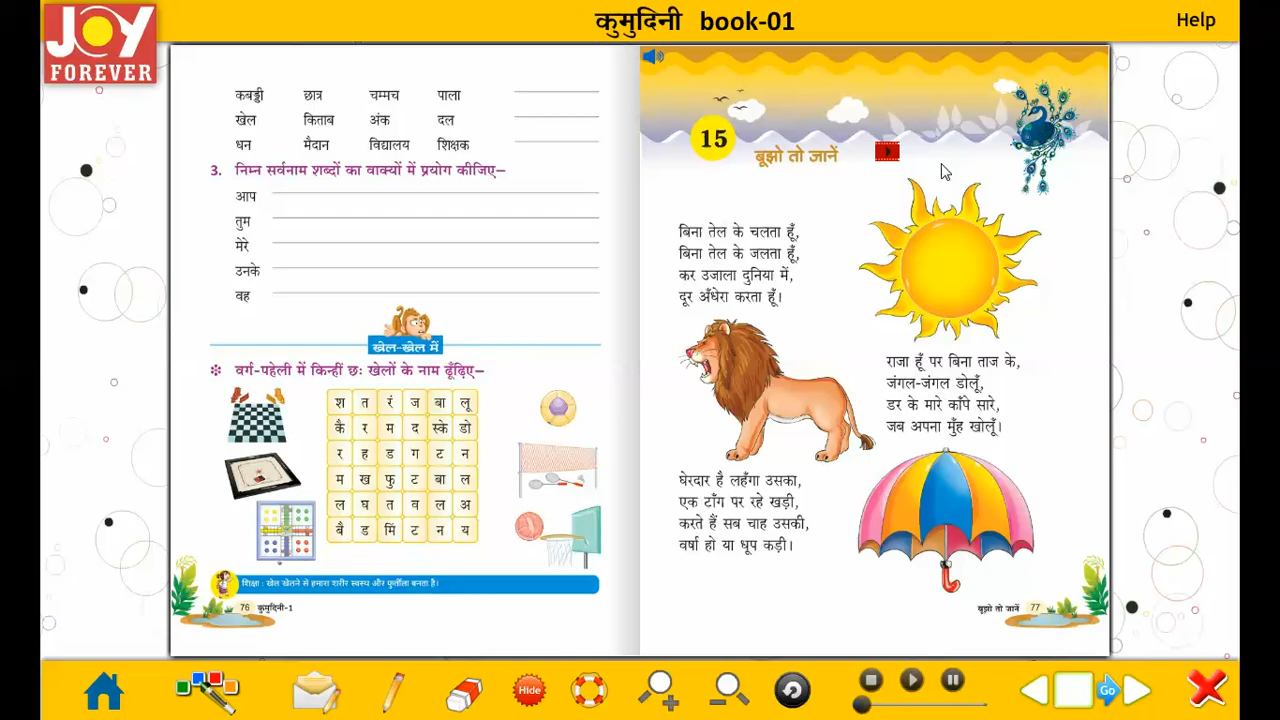 JOY
FOREVER
कुमुदिनी book-01
Help
कबड्डी छात्र चम्मच पाला
खेल किताब अंक दल
धन मैदान विद्यालय शिक्षक
3. निम्न सर्वनाम शब्दों का वाक्यों में प्रयोग कीजिए–
आप
तुम
मेरे
उनके
वह
खेल-खेल में
वर्ग-पहेली में किन्हीं छः खेलों के नाम ढूँढ़िए–
श त रं ज बा लू
कै र म द स्के डो
र ह ड ग ट न
म ख फु ट बा ल
ल घ त व ल अ
बै ड मिं ट न य
शिक्षा : खेल खेलने से हमारा शरीर स्वस्थ और फुर्तीला बनता है।
76 कुमुदिनी-1
15
बूझो तो जानें
बिना तेल के चलता हूँ,
बिना तेल के जलता हूँ,
कर उजाला दुनिया में,
दूर अँधेरा करता हूँ।
राजा हूँ पर बिना ताज के,
जंगल-जंगल डोलूँ,
डर के मारे काँपे सारे,
जब अपना मुँह खोलूँ।
घेरदार है लहँगा उसका,
एक टाँग पर रहे खड़ी,
करते हैं सब चाह उसकी,
वर्षा हो या धूप कड़ी।
बूझो तो जानें 77
Hide
Go